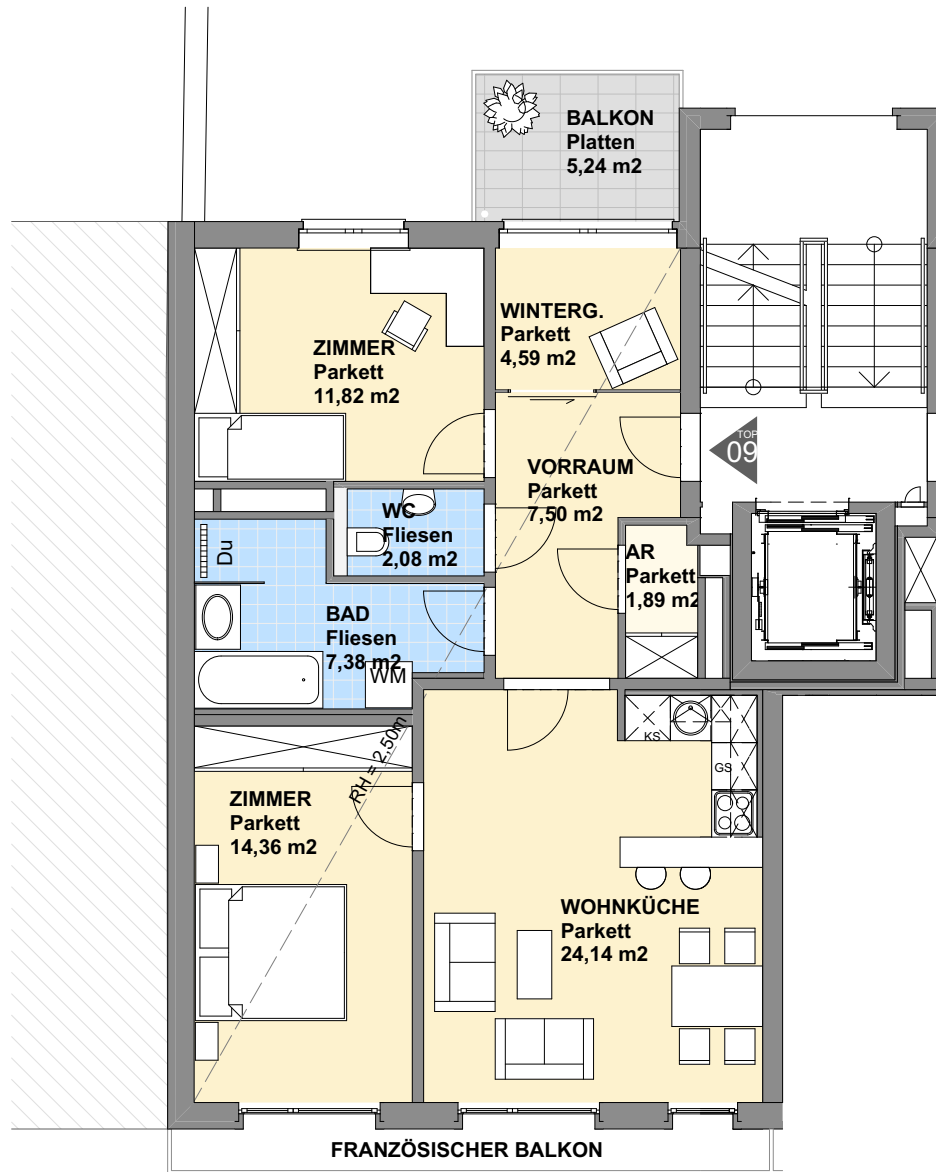 BALKON
Platten
5,24 m2
WINTERG.
Parkett
4,59 m2
ZIMMER
Parkett
11,82 m2
TOP
09
VORRAUM
Parkett
7,50 m2
WC
Fliesen
2,08 m2
Du
AR
Parkett
1,89 m2
BAD
Fliesen
7,38 m2
WM
RH = 2,50m
KS
GS
ZIMMER
Parkett
14,36 m2
WOHNKÜCHE
Parkett
24,14 m2
FRANZÖSISCHER BALKON